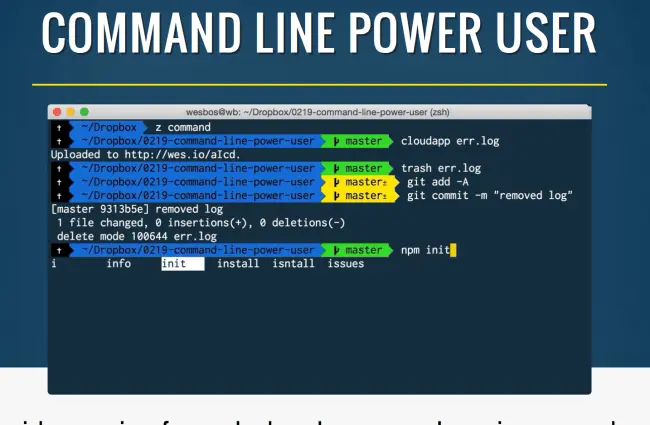 COMMAND LINE POWER USER
wesbos@wb: ~/Dropbox/0219-command-line-power-user (zsh)
~/Dropbox z command
~/Dropbox/0219-command-line-power-user master cloudapp err.log
Uploaded to http://wes.io/aIcd.
~/Dropbox/0219-command-line-power-user master trash err.log
~/Dropbox/0219-command-line-power-user master± git add -A
~/Dropbox/0219-command-line-power-user master± git commit -m "removed log"
[master 9313b5e] removed log
1 file changed, 0 insertions(+), 0 deletions(-)
delete mode 100644 err.log
~/Dropbox/0219-command-line-power-user master npm init
i info init install isntall issues